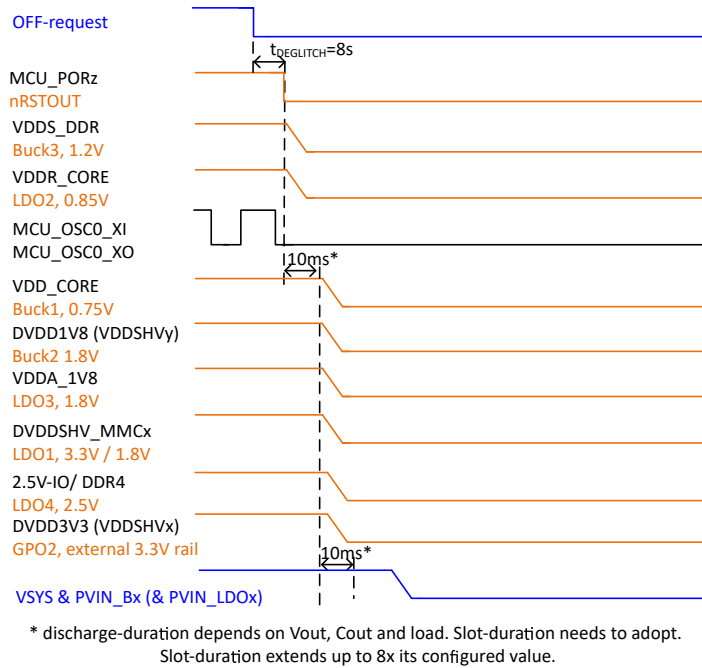 OFF-request
tDEGLITCH=8s
MCU_PORz
nRSTOUT
VDDS_DDR
Buck3, 1.2V
VDDR_CORE
LDO2, 0.85V
MCU_OSC0_XI
MCU_OSC0_XO
10ms*
VDD_CORE
Buck1, 0.75V
DVDD1V8 (VDDSHVy)
Buck2 1.8V
VDDA_1V8
LDO3, 1.8V
DVDDSHV_MMCx
LDO1, 3.3V / 1.8V
2.5V-IO/ DDR4
LDO4, 2.5V
DVDD3V3 (VDDSHVx)
GPO2, external 3.3V rail
10ms*
VSYS & PVIN_Bx (& PVIN_LDOx)
* discharge-duration depends on Vout, Cout and load. Slot-duration needs to adopt.
Slot-duration extends up to 8x its configured value.